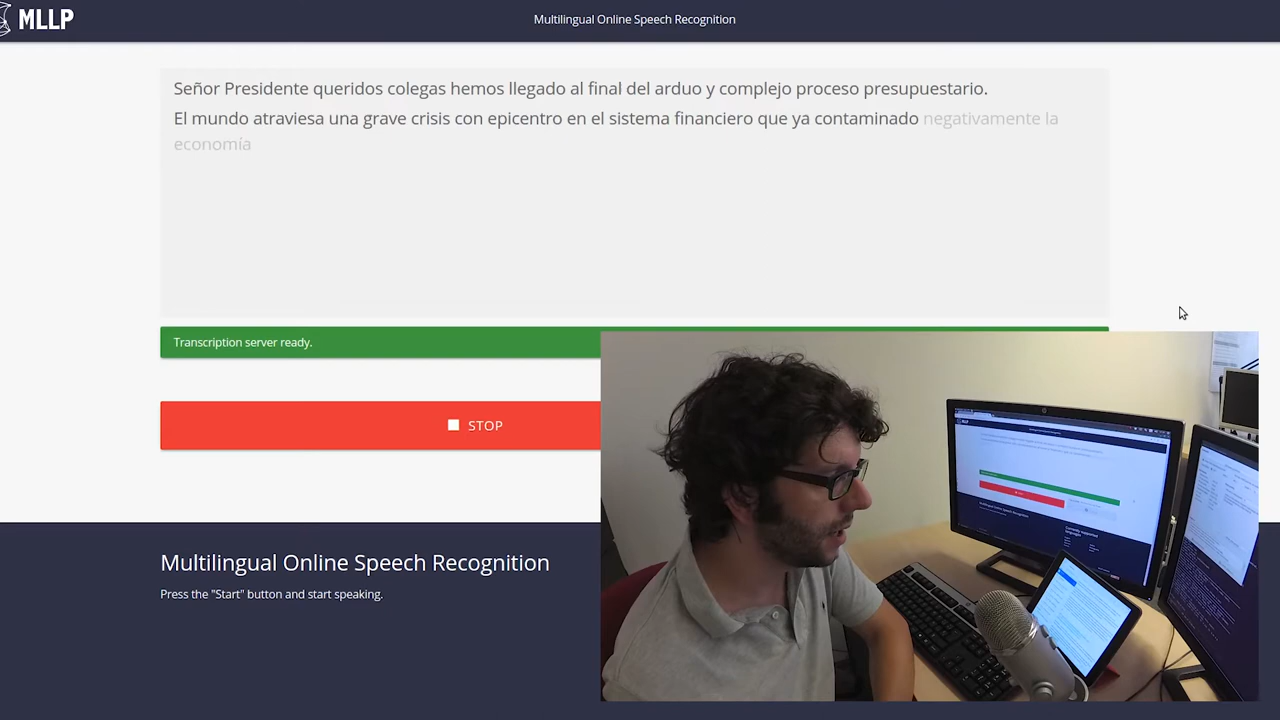 MLLP
Multilingual Online Speech Recognition
Señor Presidente queridos colegas hemos llegado al final del arduo y complejo proceso presupuestario.
El mundo atraviesa una grave crisis con epicentro en el sistema financiero que ya contaminado negativamente la
economía
Transcription server ready.
STOP
Multilingual Online Speech Recognition
Press the "Start" button and start speaking.
MLLP